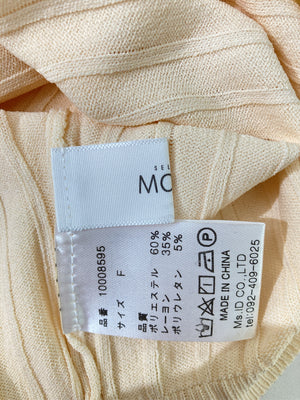 SEL
MO
品番 10008595
サイズ F
品質
ポリエステル 60%
レーヨン 35%
ポリウレタン 5%
MADE IN CHINA
Ms.ID CO.,LTD
tel:092-409-6025